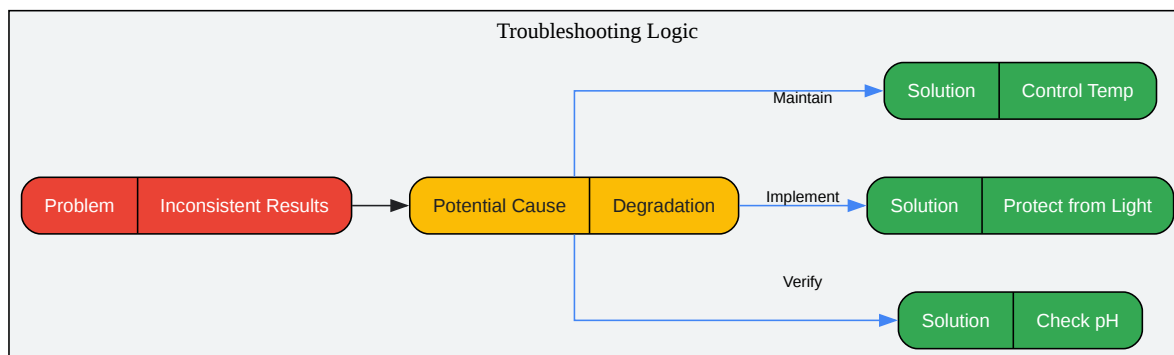 Troubleshooting Logic
Solution Control Temp
Maintain
Problem Inconsistent Results
Potential Cause Degradation
Implement
Solution Protect from Light
Verify
Solution Check pH